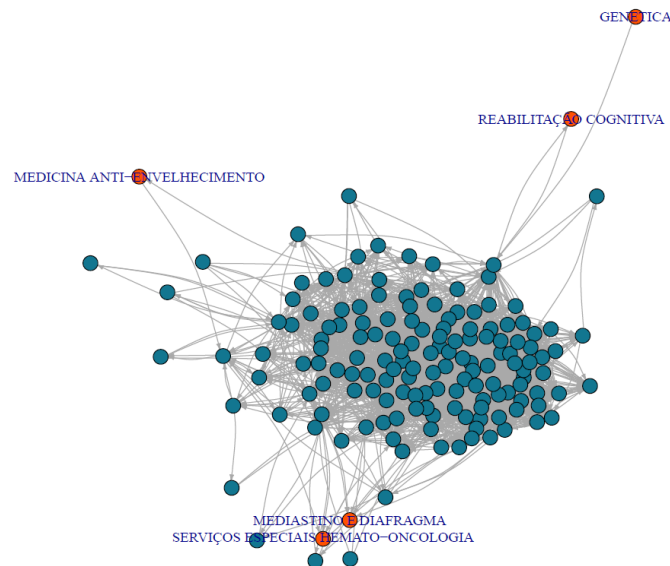 GENETICA
REABILITAÇÃO COGNITIVA
MEDICINA ANTI−ENVELHECIMENTO
MEDIASTINO E DIAFRAGMA
SERVIÇOS ESPECIAIS HEMATO−ONCOLOGIA